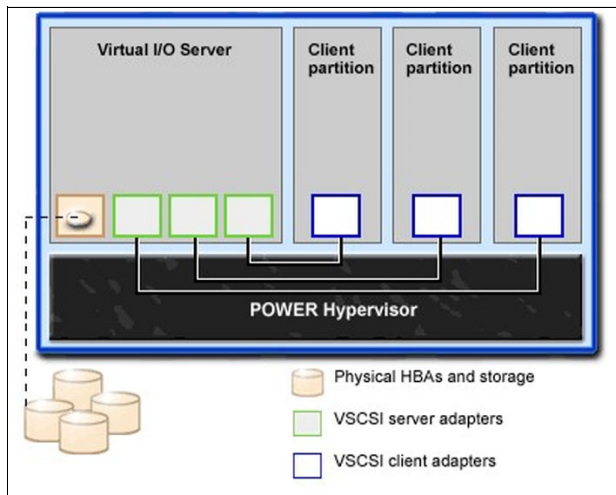 Virtual I/O Server
Client
partition
Client
partition
Client
partition
POWER Hypervisor
Physical HBAs and storage
VSCSI server adapters
VSCSI client adapters